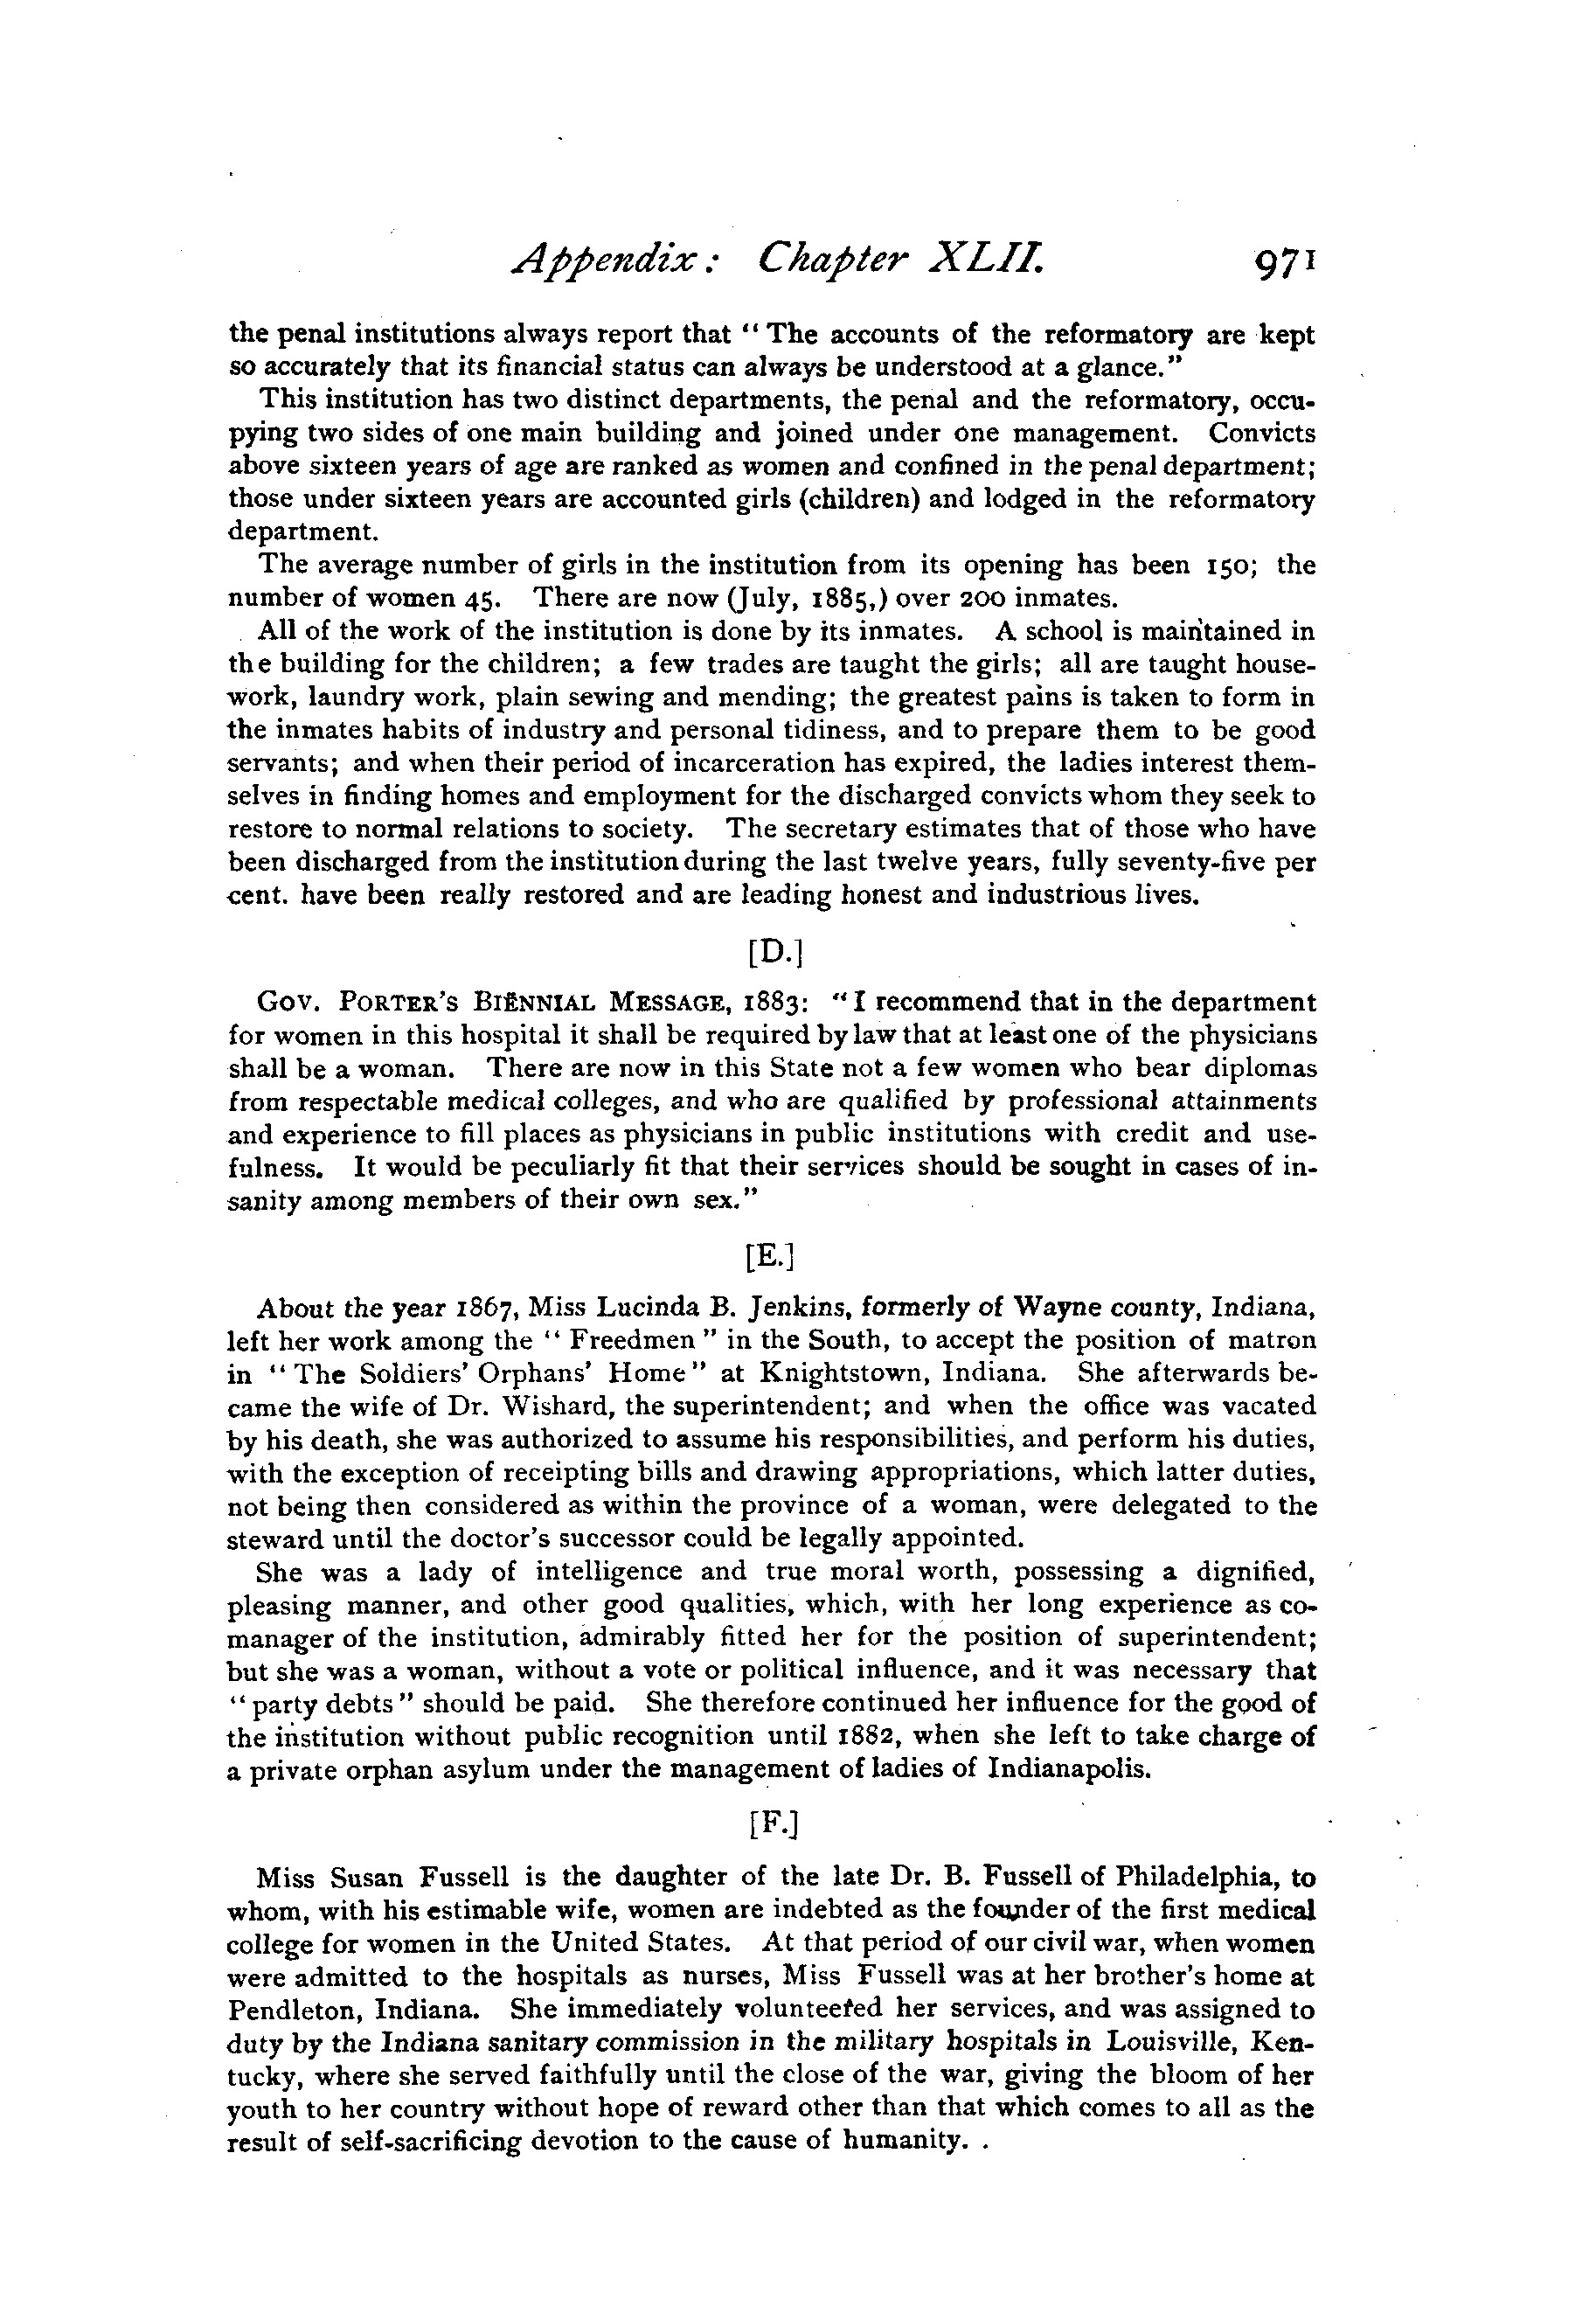 Appendix: Chapter XLII. 971
the penal institutions always report that " The accounts of the reformatory are kept
so accurately that its financial status can always be understood at a glance."
This institution has two distinct departments, the penal and the reformatory, occu-
pying two sides of one main building and joined under one management. Convicts
above sixteen years of age are ranked as women and confined in the penal department;
those under sixteen years are accounted girls (children) and lodged in the reformatory
department.
The average number of girls in the institution from its opening has been 150; the
number of women 45. There are now (July, 1885,) over 200 inmates.
All of the work of the institution is done by its inmates. A school is maintained in
the building for the children; a few trades are taught the girls; all are taught house-
work, laundry work, plain sewing and mending; the greatest pains is taken to form in
the inmates habits of industry and personal tidiness, and to prepare them to be good
servants; and when their period of incarceration has expired, the ladies interest them-
selves in finding homes and employment for the discharged convicts whom they seek to
restore to normal relations to society. The secretary estimates that of those who have
been discharged from the institution during the last twelve years, fully seventy-five per
cent. have been really restored and are leading honest and industrious lives.
[D.]
GOV. PORTER'S BIENNIAL MESSAGE, 1883: "I recommend that in the department
for women in this hospital it shall be required by law that at least one of the physicians
shall be a woman. There are now in this State not a few women who bear diplomas
from respectable medical colleges, and who are qualified by professional attainments
and experience to fill places as physicians in public institutions with credit and use-
fulness. It would be peculiarly fit that their services should be sought in cases of in-
sanity among members of their own sex."
[E.]
About the year 1867, Miss Lucinda B. Jenkins, formerly of Wayne county, Indiana,
left her work among the " Freedmen " in the South, to accept the position of matron
in " The Soldiers' Orphans' Home " at Knightstown, Indiana. She afterwards be-
came the wife of Dr. Wishard, the superintendent; and when the office was vacated
by his death, she was authorized to assume his responsibilities, and perform his duties,
with the exception of receipting bills and drawing appropriations, which latter duties,
not being then considered as within the province of a woman, were delegated to the
steward until the doctor's successor could be legally appointed.
She was a lady of intelligence and true moral worth, possessing a dignified,
pleasing manner, and other good qualities, which, with her long experience as co-
manager of the institution, admirably fitted her for the position of superintendent;
but she was a woman, without a vote or political influence, and it was necessary that
" party debts " should be paid. She therefore continued her influence for the good of
the institution without public recognition until 1882, when she left to take charge of
a private orphan asylum under the management of ladies of Indianapolis.
[F.]
Miss Susan Fussell is the daughter of the late Dr. B. Fussell of Philadelphia, to
whom, with his estimable wife, women are indebted as the founder of the first medical
college for women in the United States. At that period of our civil war, when women
were admitted to the hospitals as nurses, Miss Fussell was at her brother's home at
Pendleton, Indiana. She immediately volunteered her services, and was assigned to
duty by the Indiana sanitary commission in the military hospitals in Louisville, Ken-
tucky, where she served faithfully until the close of the war, giving the bloom of her
youth to her country without hope of reward other than that which comes to all as the
result of self-sacrificing devotion to the cause of humanity.